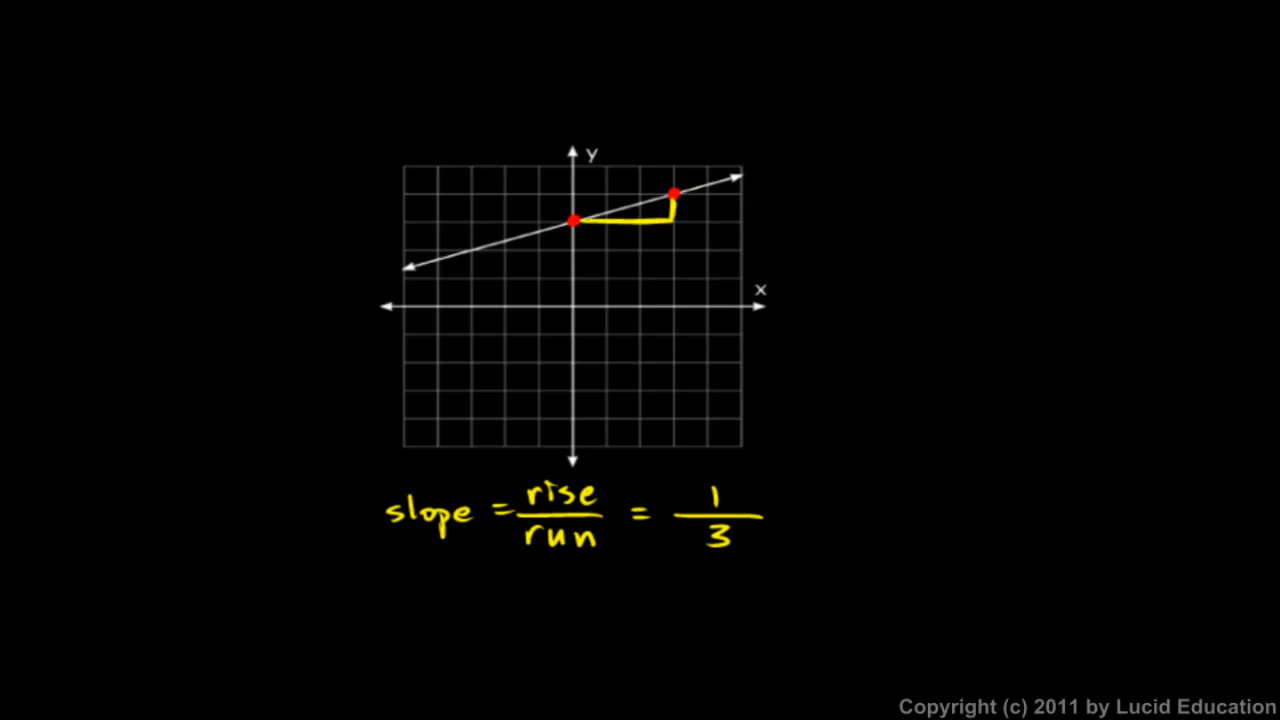 y
x
slope = rise/run = 1/3
Copyright (c) 2011 by Lucid Education